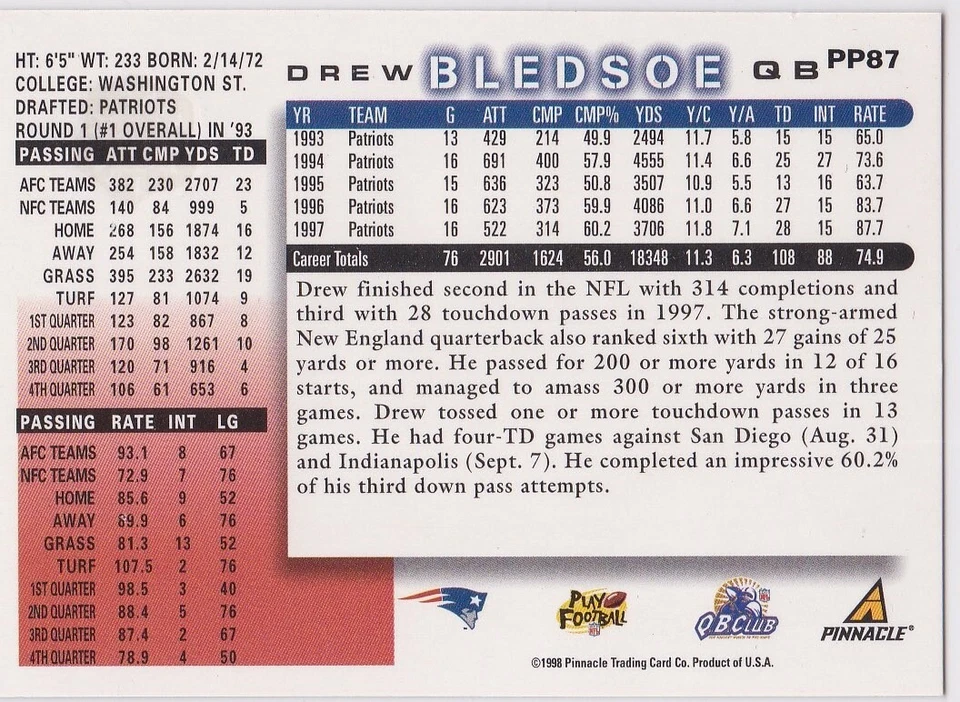 HT: 6'5" WT: 233 BORN: 2/14/72
COLLEGE: WASHINGTON ST.
DRAFTED: PATRIOTS
ROUND 1 (#1 OVERALL) IN '93
PASSING ATT CMP YDS TD
AFC TEAMS 382 230 2707 23
NFC TEAMS 140 84 999 5
HOME 268 156 1874 16
AWAY 254 158 1832 12
GRASS 395 233 2632 19
TURF 127 81 1074 9
1ST QUARTER 123 82 867 8
2ND QUARTER 170 98 1261 10
3RD QUARTER 120 71 916 4
4TH QUARTER 106 61 653 6
PASSING RATE INT LG
AFC TEAMS 93.1 8 67
NFC TEAMS 72.9 7 76
HOME 85.6 9 52
AWAY 89.9 6 76
GRASS 81.3 13 52
TURF 107.5 2 76
1ST QUARTER 98.5 3 40
2ND QUARTER 88.4 5 76
3RD QUARTER 87.4 2 67
4TH QUARTER 78.9 4 50
DREW BLEDSOE QB PP87
YR TEAM G ATT CMP CMP% YDS Y/C Y/A TD INT RATE
1993 Patriots 13 429 214 49.9 2494 11.7 5.8 15 15 65.0
1994 Patriots 16 691 400 57.9 4555 11.4 6.6 25 27 73.6
1995 Patriots 15 636 323 50.8 3507 10.9 5.5 13 16 63.7
1996 Patriots 16 623 373 59.9 4086 11.0 6.6 27 15 83.7
1997 Patriots 16 522 314 60.2 3706 11.8 7.1 28 15 87.7
Career Totals 76 2901 1624 56.0 18348 11.3 6.3 108 88 74.9
Drew finished second in the NFL with 314 completions and
third with 28 touchdown passes in 1997. The strong-armed
New England quarterback also ranked sixth with 27 gains of 25
yards or more. He passed for 200 or more yards in 12 of 16
starts, and managed to amass 300 or more yards in three
games. Drew tossed one or more touchdown passes in 13
games. He had four-TD games against San Diego (Aug. 31)
and Indianapolis (Sept. 7). He completed an impressive 60.2%
of his third down pass attempts.
PLAY
FOOTBALL
QB CLUB
PINNACLE®
©1998 Pinnacle Trading Card Co. Product of U.S.A.